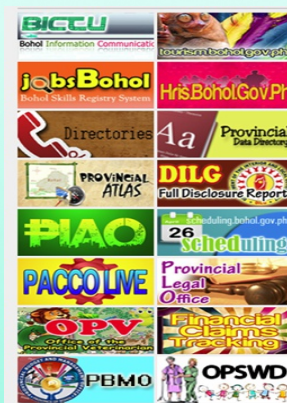 BICTU
Bohol Information Communicatio
tourism.bohol.gov.ph
jobsBohol
Bohol Skills Registry System
Hris.Bohol.Gov.Ph
Directories
Aa
Provincial
Data Directory
PROVINCIAL
ATLAS
DILG
Full Disclosure Report
PIAO
scheduling.bohol.gov.ph
26
scheduling
PACCO LIVE
Provincial
Legal
Office
OPV
Office of the
Provincial Veterinarian
Financial
Claims
Tracking
PBMO
OPSWD